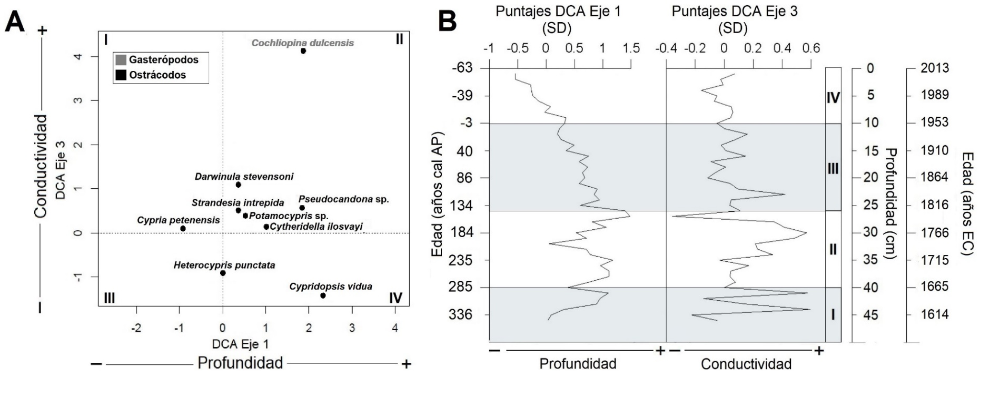 A
+
Conductividad
DCA Eje 3
I
I
II
Cochliopina dulcensis
Gasterópodos
Ostrácodos
Darwinula stevensoni
Strandesia intrepida
Pseudocandona sp.
Potamocypris sp.
Cypria petenensis
Cytheridella ilosvayi
Heterocypris punctata
Cypridopsis vidua
III
IV
4
3
2
1
0
-1
-2 -1 0 1 2 3 4
DCA Eje 1
− Profundidad +
B
Puntajes DCA Eje 1
(SD)
Puntajes DCA Eje 3
(SD)
-1 -0.5 0 0.5 1 1.5
-0.4 -0.2 0 0.2 0.4 0.6
Edad (años cal AP)
-63
-39
-3
40
86
134
184
235
285
336
IV
III
II
I
0
5
10
15
20
25
30
35
40
45
Profundidad (cm)
2013
1989
1953
1910
1864
1816
1766
1715
1665
1614
Edad (años EC)
− +
Profundidad
− +
Conductividad